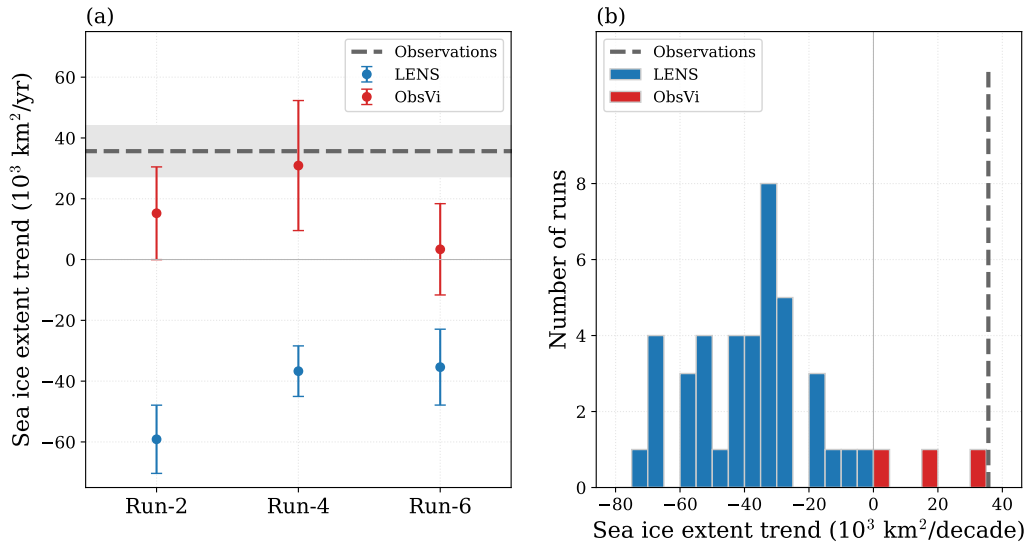 (a)
Sea ice extent trend (10³ km²/yr)
60
40
20
0
−20
−40
−60
Run-2
Run-4
Run-6
Observations
LENS
ObsVi
(b)
Number of runs
8
6
4
2
0
−80
−60
−40
−20
0
20
40
Sea ice extent trend (10³ km²/decade)
Observations
LENS
ObsVi